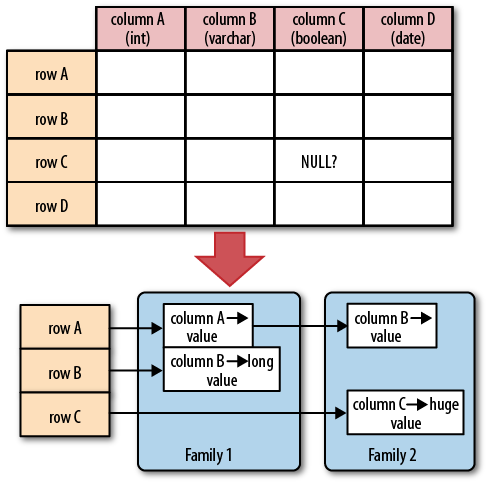 column A column B column C column D
(int) (varchar) (boolean) (date)
row A
row B
row C NULL?
row D
row A column A → value column B → value
row B column B → long value
row C column C → huge value
Family 1 Family 2